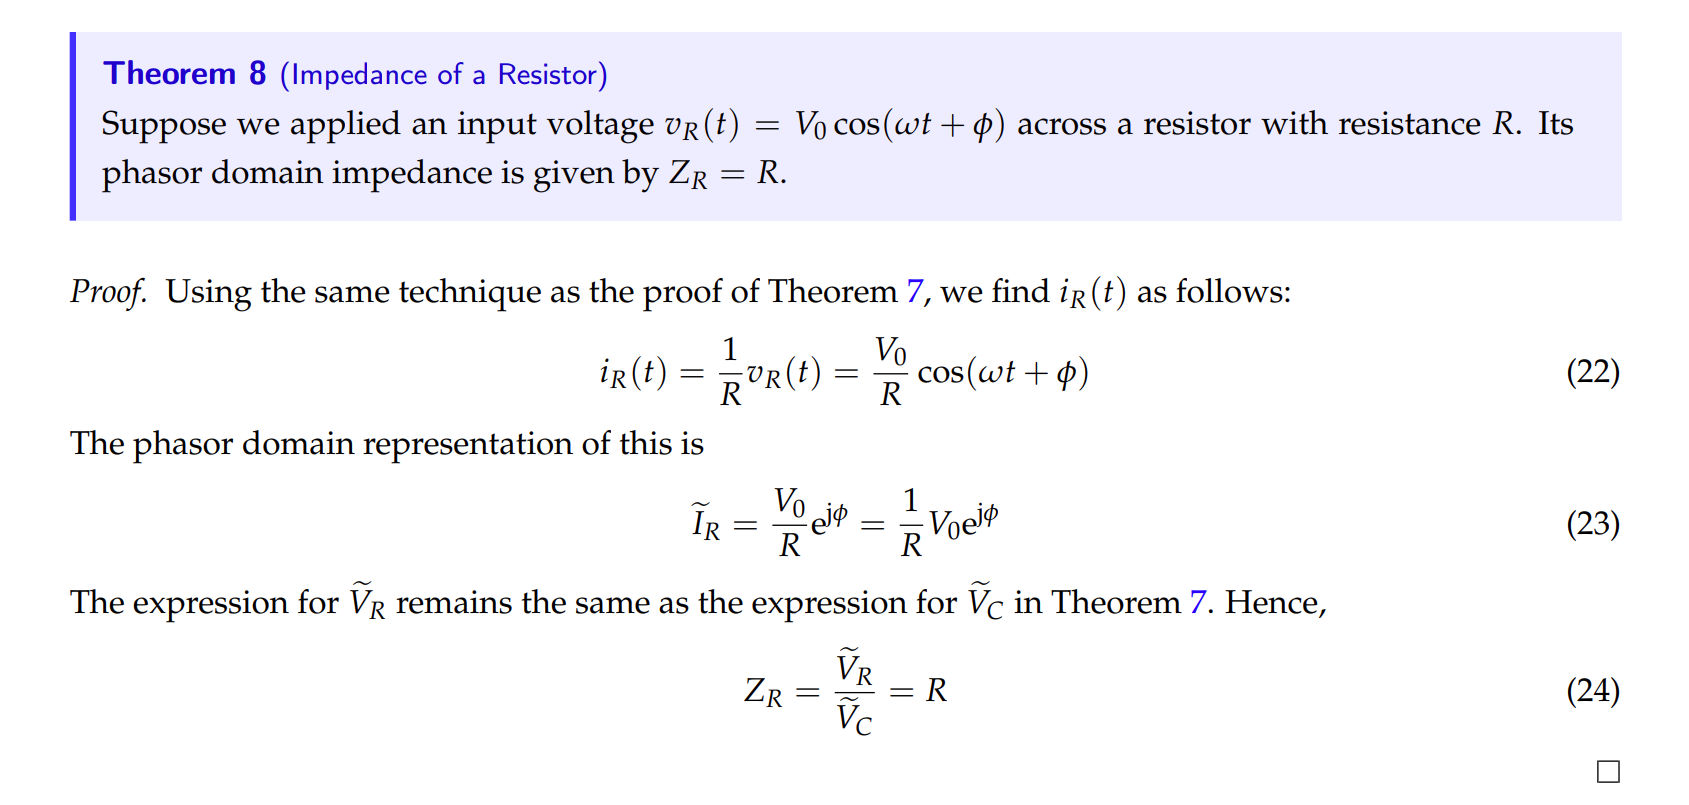 Theorem 8 (Impedance of a Resistor)
Suppose we applied an input voltage $v_R(t) = V_0 \cos(\omega t + \phi)$ across a resistor with resistance $R$. Its
phasor domain impedance is given by $Z_R = R$.
Proof. Using the same technique as the proof of Theorem 7, we find $i_R(t)$ as follows:
$i_R(t) = \frac{1}{R} v_R(t) = \frac{V_0}{R} \cos(\omega t + \phi)$ (22)
The phasor domain representation of this is
$\widetilde{I}_R = \frac{V_0}{R} \mathrm{e}^{\mathrm{j}\phi} = \frac{1}{R} V_0 \mathrm{e}^{\mathrm{j}\phi}$ (23)
The expression for $\widetilde{V}_R$ remains the same as the expression for $\widetilde{V}_C$ in Theorem 7. Hence,
$Z_R = \frac{\widetilde{V}_R}{\widetilde{V}_C} = R$ (24)
□